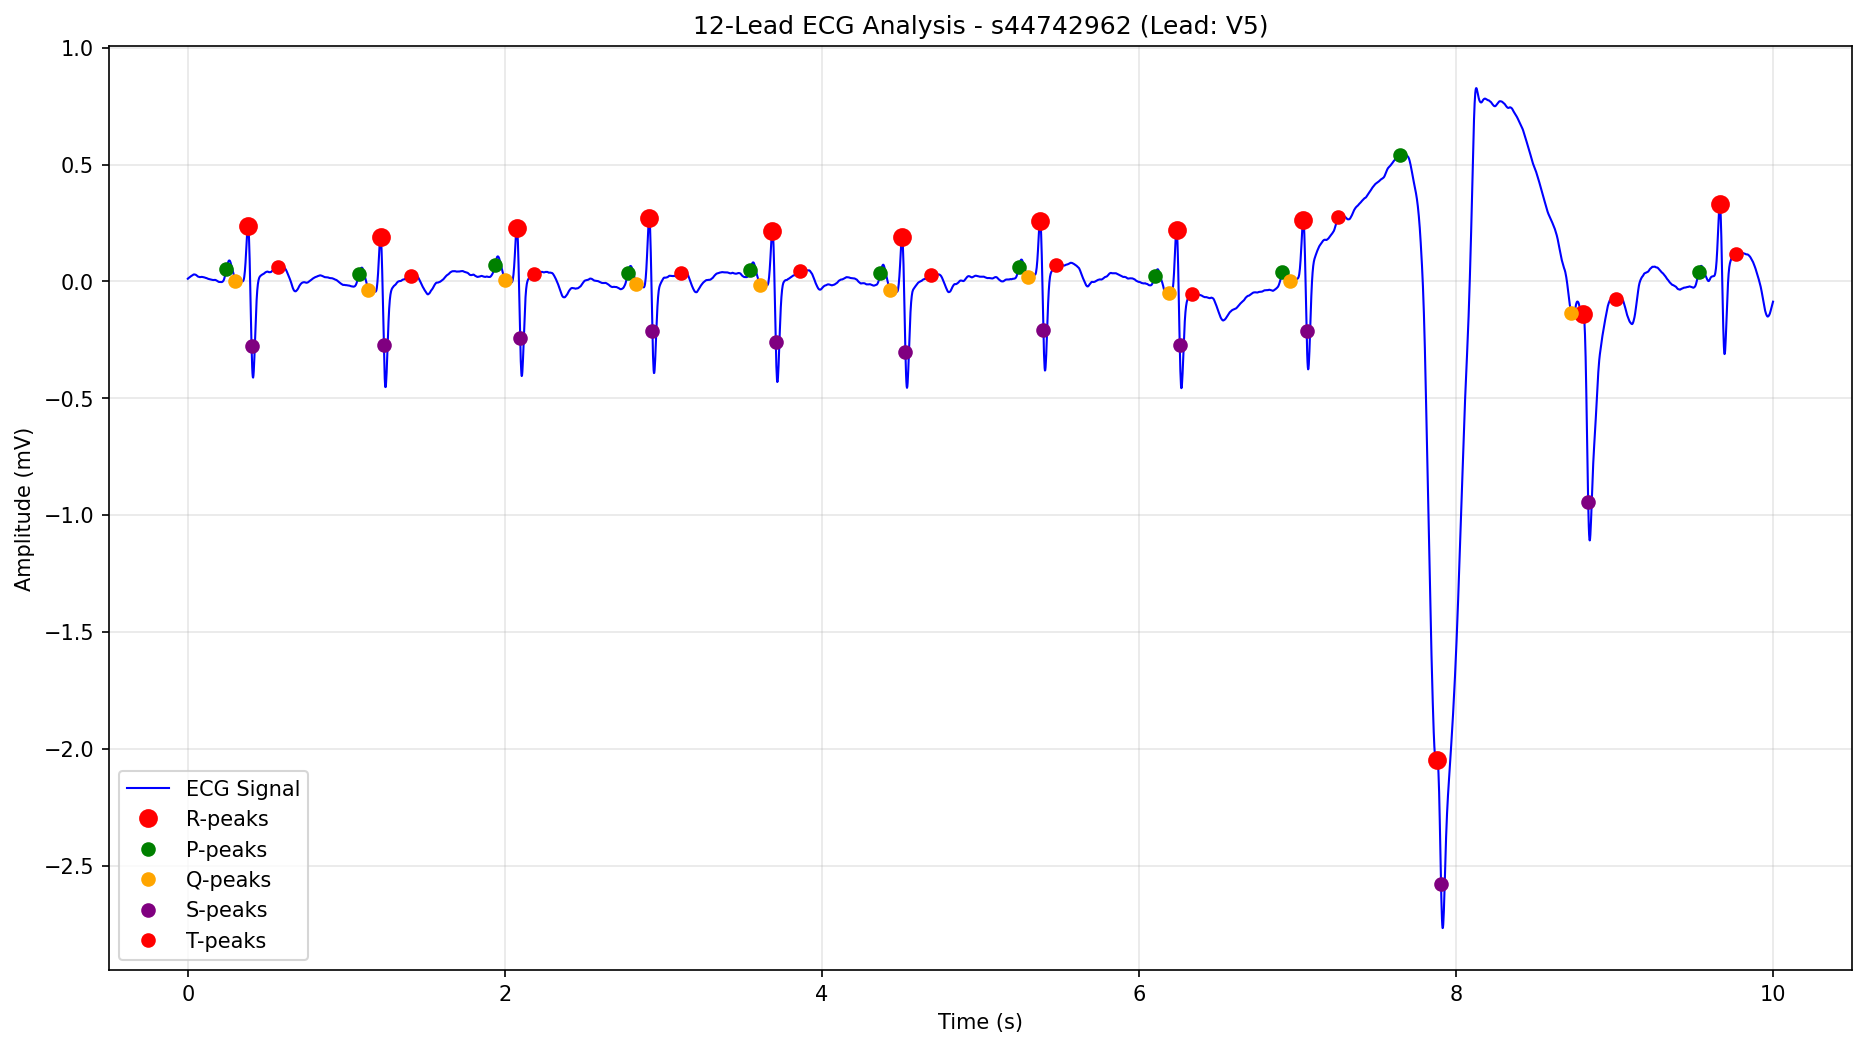 12-Lead ECG Analysis - s44742962 (Lead: V5)
1.0
0.5
0.0
−0.5
−1.0
−1.5
−2.0
−2.5
Amplitude (mV)
ECG Signal
R-peaks
P-peaks
Q-peaks
S-peaks
T-peaks
0 2 4 6 8 10
Time (s)